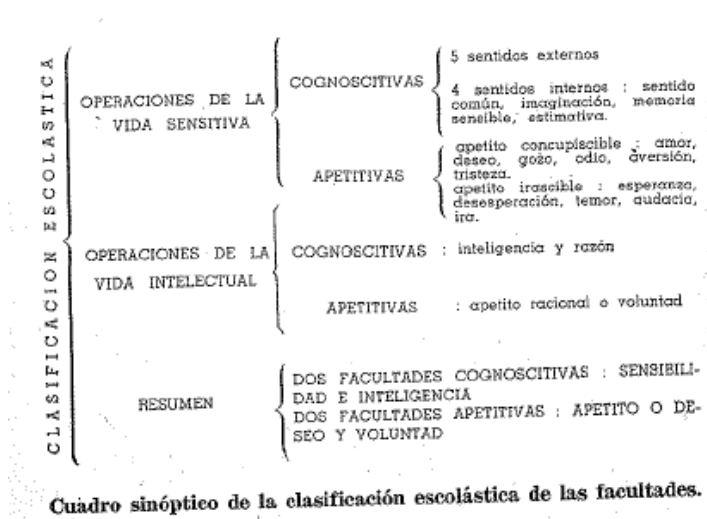 CLASIFICACION ESCOLASTICA
OPERACIONES DE LA
VIDA SENSITIVA
COGNOSCITIVAS
5 sentidos externos
4 sentidos internos : sentido
común, imaginación, memoria
sensible, estimativa.
APETITIVAS
apetito concupiscible : amor,
deseo, gozo, odio, aversión,
tristeza.
apetito irascible : esperanza,
desesperación, temor, audacia,
ira.
OPERACIONES DE LA
VIDA INTELECTUAL
COGNOSCITIVAS : inteligencia y razón
APETITIVAS : apetito racional o voluntad
RESUMEN
DOS FACULTADES COGNOSCITIVAS : SENSIBILI-
DAD E INTELIGENCIA
DOS FACULTADES APETITIVAS : APETITO O DE-
SEO Y VOLUNTAD
Cuadro sinóptico de la clasificación escolástica de las facultades.